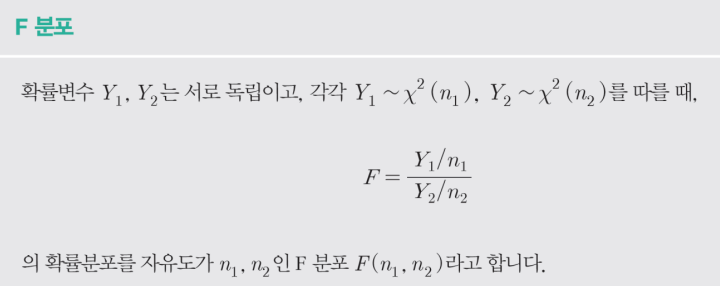 F 분포
확률변수 Y₁, Y₂는 서로 독립이고, 각각 Y₁ ~ χ² (n₁), Y₂ ~ χ² (n₂)를 따를 때,
F = (Y₁/n₁) / (Y₂/n₂)
의 확률분포를 자유도가 n₁, n₂인 F 분포 F(n₁, n₂)라고 합니다.